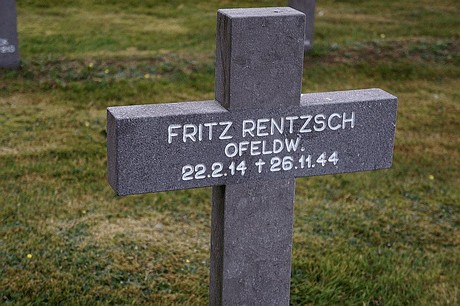 FRITZ RENTZSCH
OFELDW.
22.2.14 † 26.11.44